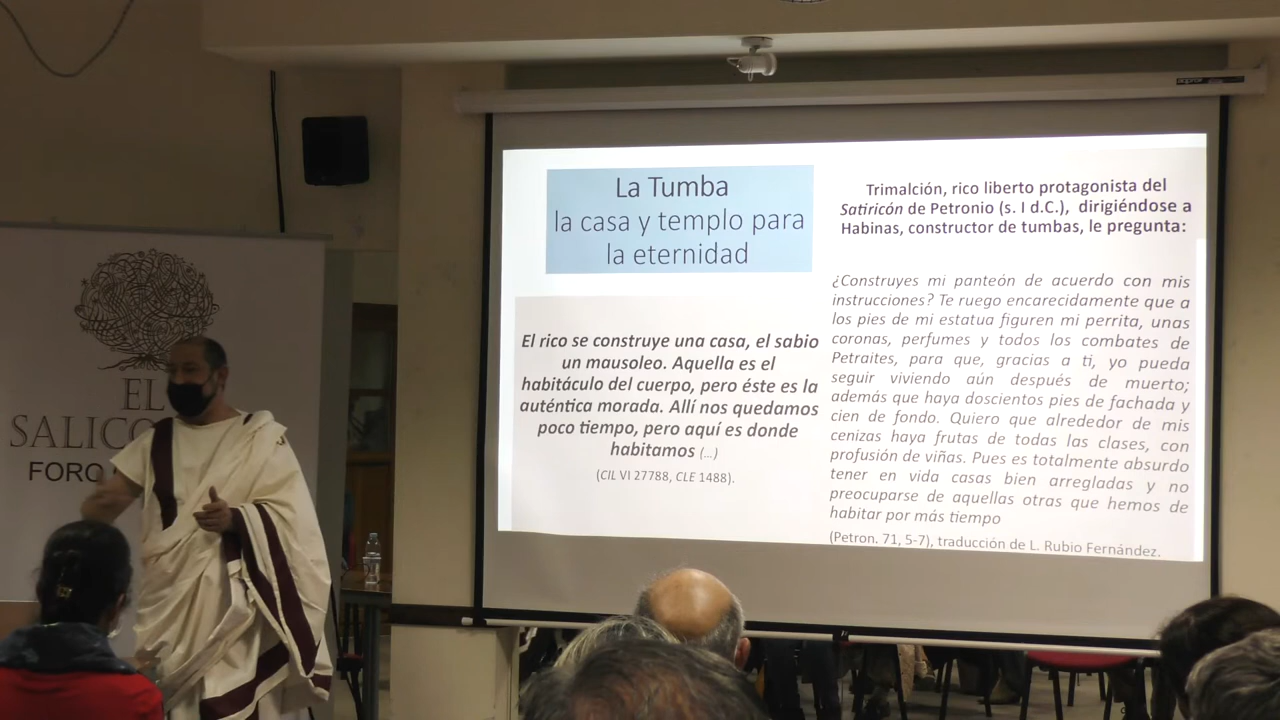 EL
SALICO
FORO
La Tumba
la casa y templo para
la eternidad
El rico se construye una casa, el sabio
un mausoleo. Aquella es el
habitáculo del cuerpo, pero éste es la
auténtica morada. Allí nos quedamos
poco tiempo, pero aquí es donde
habitamos (...)
(CIL VI 27788, CLE 1488).
Trimalción, rico liberto protagonista del
Satiricón de Petronio (s. I d.C.), dirigiéndose a
Habinas, constructor de tumbas, le pregunta:
¿Construyes mi panteón de acuerdo con mis
instrucciones? Te ruego encarecidamente que a
los pies de mi estatua figuren mi perrita, unas
coronas, perfumes y todos los combates de
Petraites, para que, gracias a ti, yo pueda
seguir viviendo aún después de muerto;
además que haya doscientos pies de fachada y
cien de fondo. Quiero que alrededor de mis
cenizas haya frutas de todas las clases, con
profusión de viñas. Pues es totalmente absurdo
tener en vida casas bien arregladas y no
preocuparse de aquellas otras que hemos de
habitar por más tiempo
(Petron. 71, 5-7), traducción de L. Rubio Fernández.